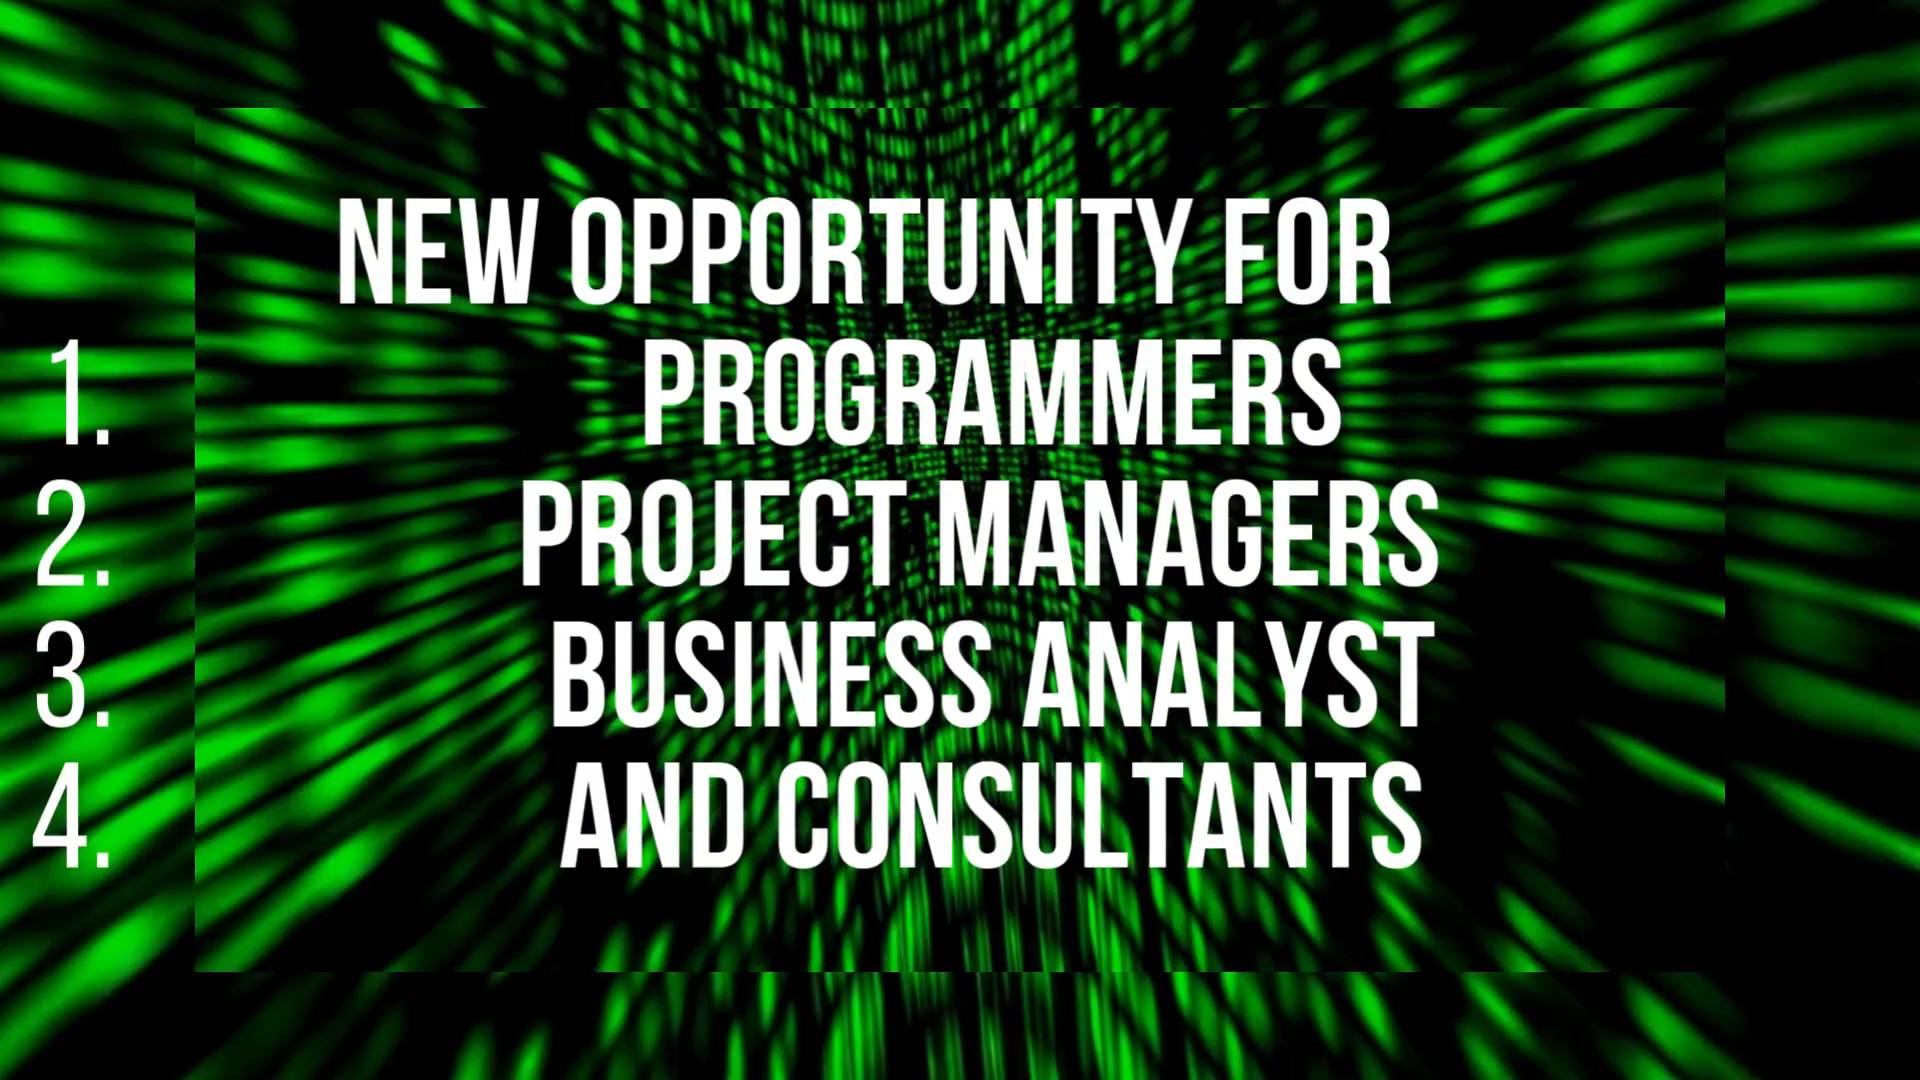 NEW OPPORTUNITY FOR
1. PROGRAMMERS
2. PROJECT MANAGERS
3. BUSINESS ANALYST
4. AND CONSULTANTS